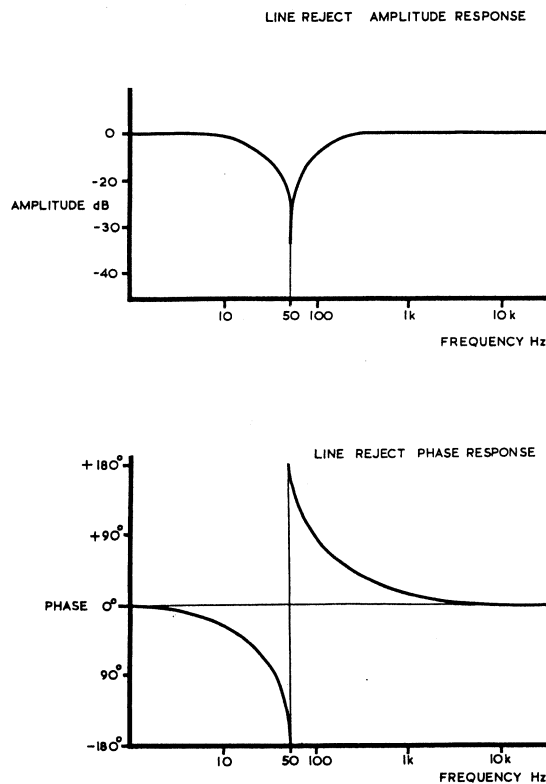 LINE REJECT AMPLITUDE RESPONSE
0
-20
AMPLITUDE dB
-30
-40
10 50 100 1k 10k
FREQUENCY Hz
LINE REJECT PHASE RESPONSE
+180°
+90°
PHASE 0°
90°
-180°
10 50 100 1k 10k
FREQUENCY Hz